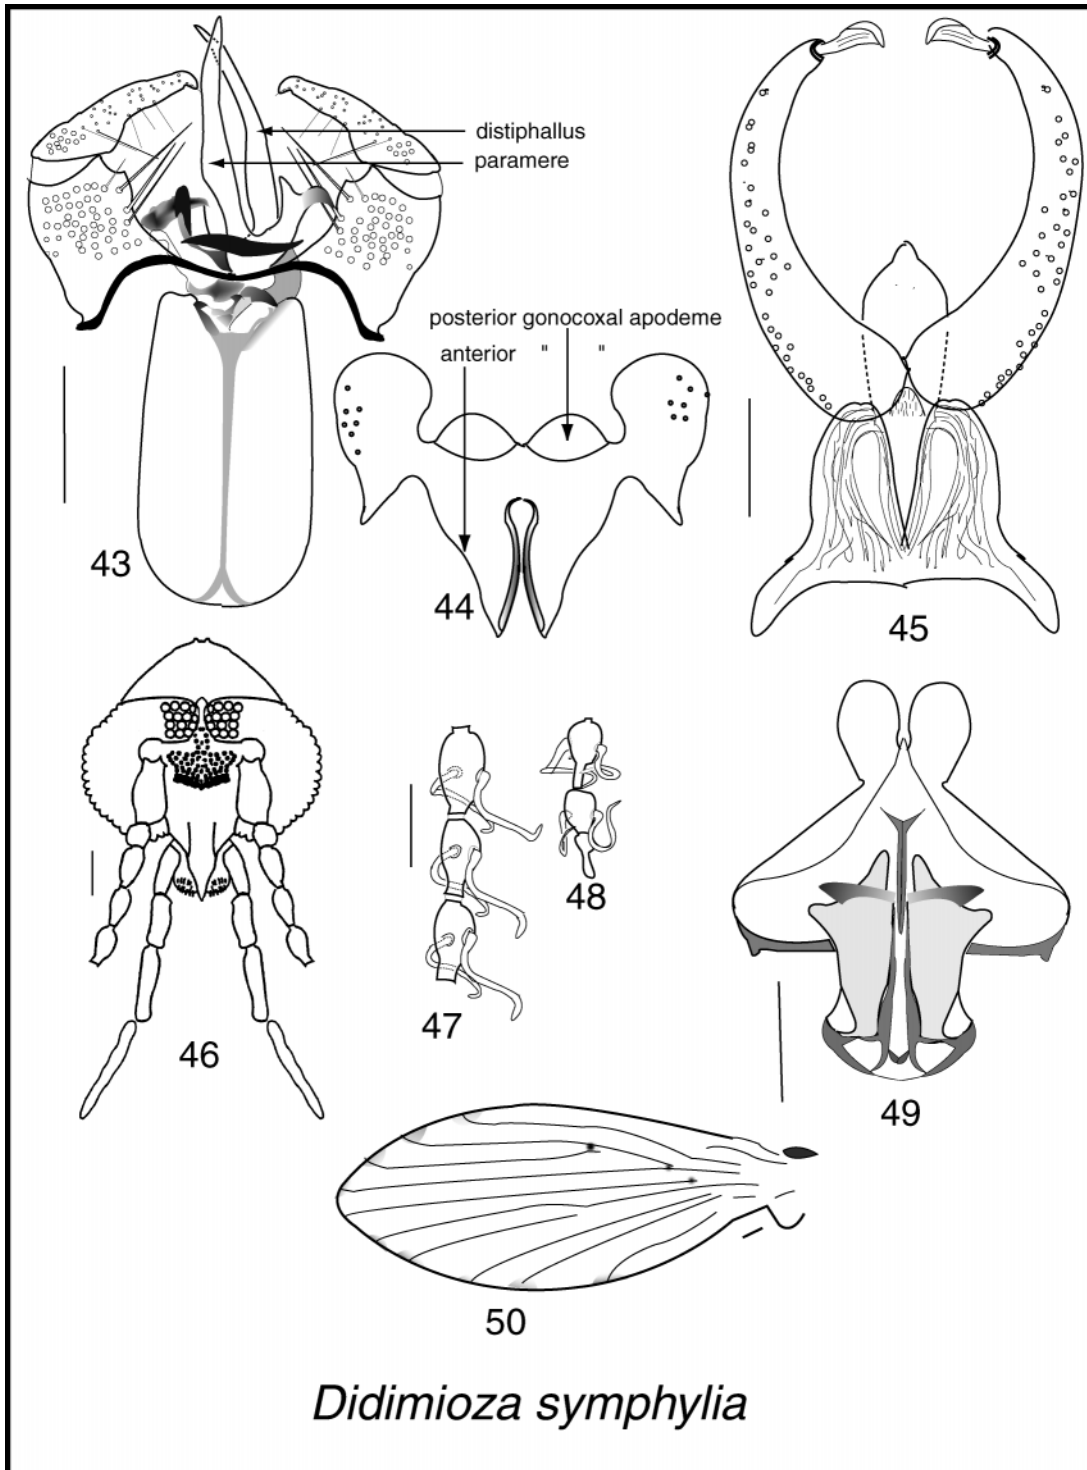 distiphallus
paramere
posterior gonocoxal apodeme
anterior " "
43
44
45
46
47
48
49
50
Didimioza symphylia